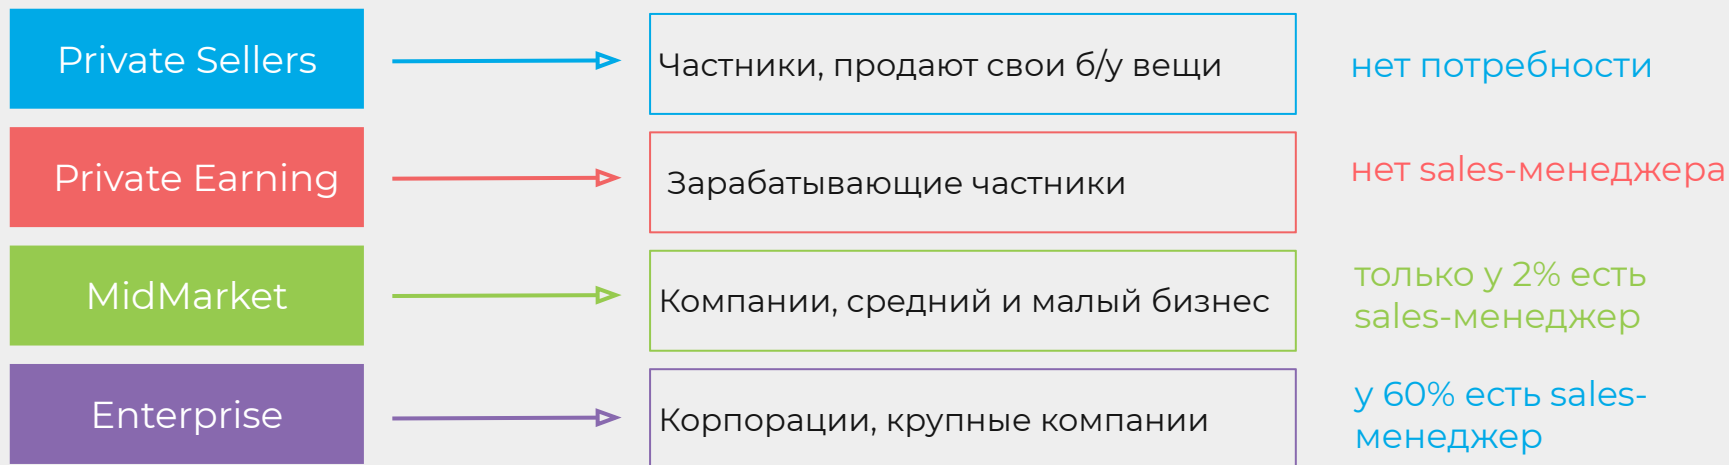 Private Sellers
Частники, продают свои б/у вещи
нет потребности
Private Earning
Зарабатывающие частники
нет sales-менеджера
MidMarket
Компании, средний и малый бизнес
только у 2% есть
sales-менеджер
Enterprise
Корпорации, крупные компании
у 60% есть sales-
менеджер